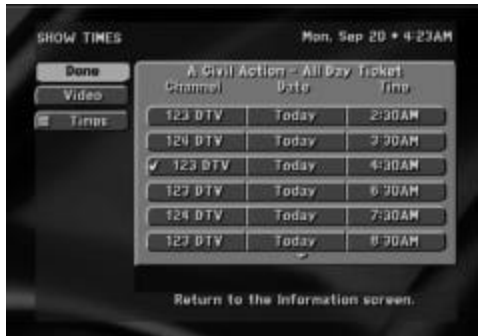 SHOW TIMES
Mon, Sep 20 • 4:23AM
Done
Video
Times
A Civil Action - All Day Ticket
Channel Date Time
123 DTV Today 2:30AM
124 DTV Today 3:30AM
✓ 123 DTV Today 4:30AM
123 DTV Today 6:30AM
124 DTV Today 7:30AM
123 DTV Today 8:30AM
Return to the Information screen.